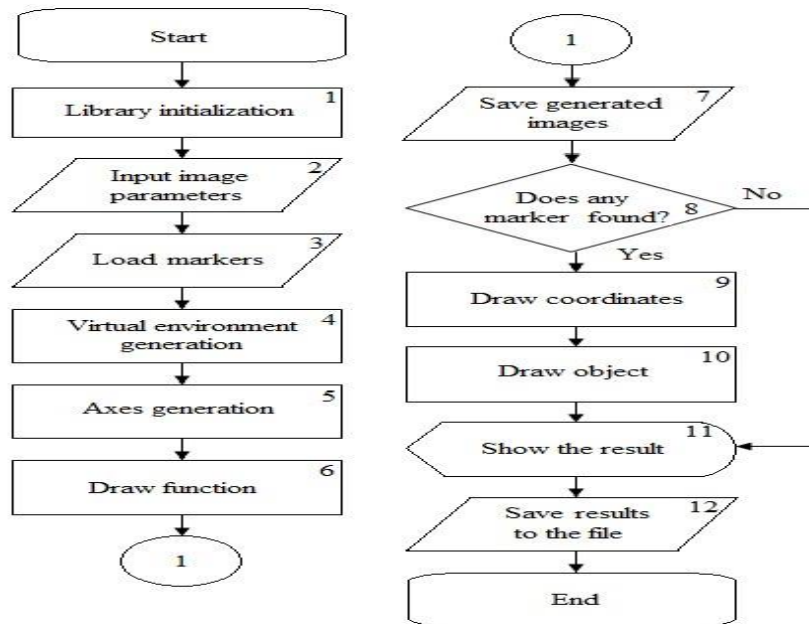 Start
1
Library initialization
2
Input image
parameters
3
Load markers
4
Virtual environment
generation
5
Axes generation
6
Draw function
1
1
7
Save generated
images
Does any
marker found?
8
No
Yes
9
Draw coordinates
10
Draw object
11
Show the result
12
Save results
to the file
End